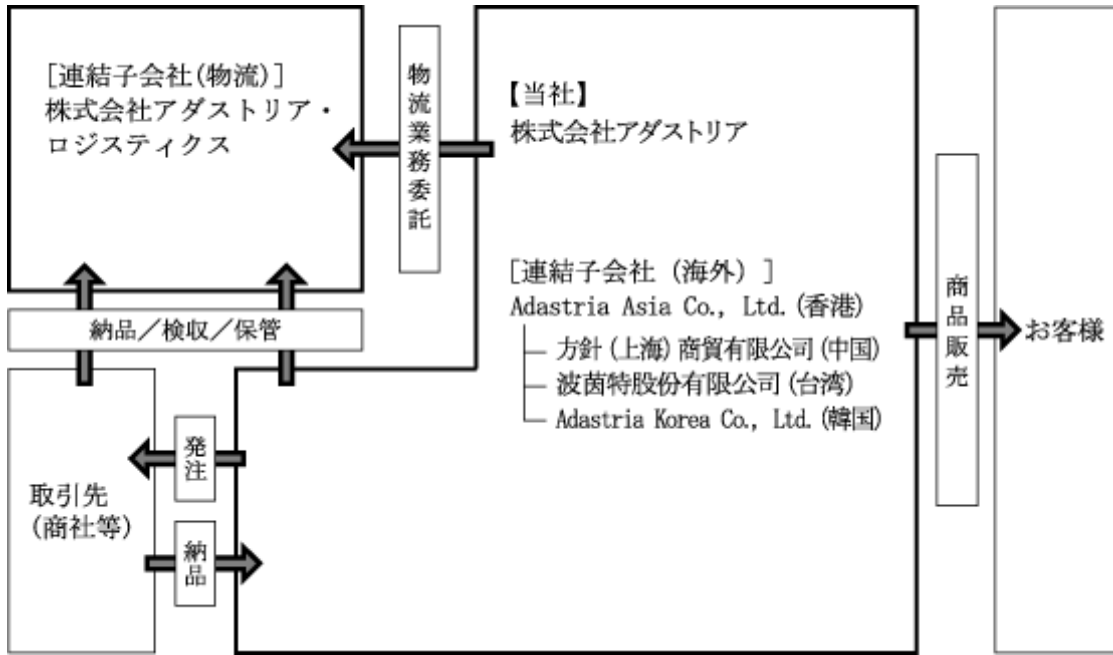 [連結子会社(物流)]
株式会社アダストリア・
ロジスティクス
物流業務委託
【当社】
株式会社アダストリア
[連結子会社(海外)]
Adastria Asia Co., Ltd.(香港)
方針(上海)商貿有限公司(中国)
波茵特股份有限公司(台湾)
Adastria Korea Co., Ltd.(韓国)
商品販売
お客様
納品/検収/保管
発注
取引先
(商社等)
納品